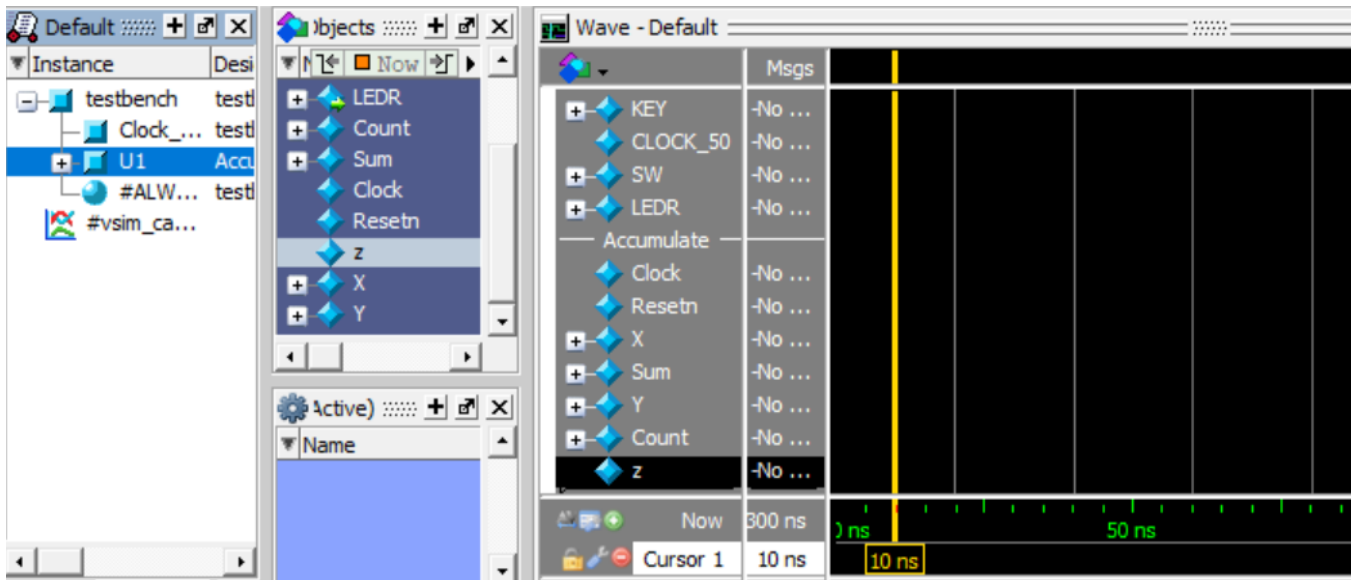 Default
Instance Desi
testbench testl
Clock_... testl
U1 Accu
#ALW... testl
#vsim_ca...
Objects
Now
LEDR
Count
Sum
Clock
Resetn
z
X
Y
Active)
Name
Wave - Default
Msgs
KEY -No ...
CLOCK_50 -No ...
SW -No ...
LEDR -No ...
Accumulate
Clock -No ...
Resetn -No ...
X -No ...
Sum -No ...
Y -No ...
Count -No ...
z -No ...
Now 300 ns
ns 50 ns
Cursor 1 10 ns
10 ns